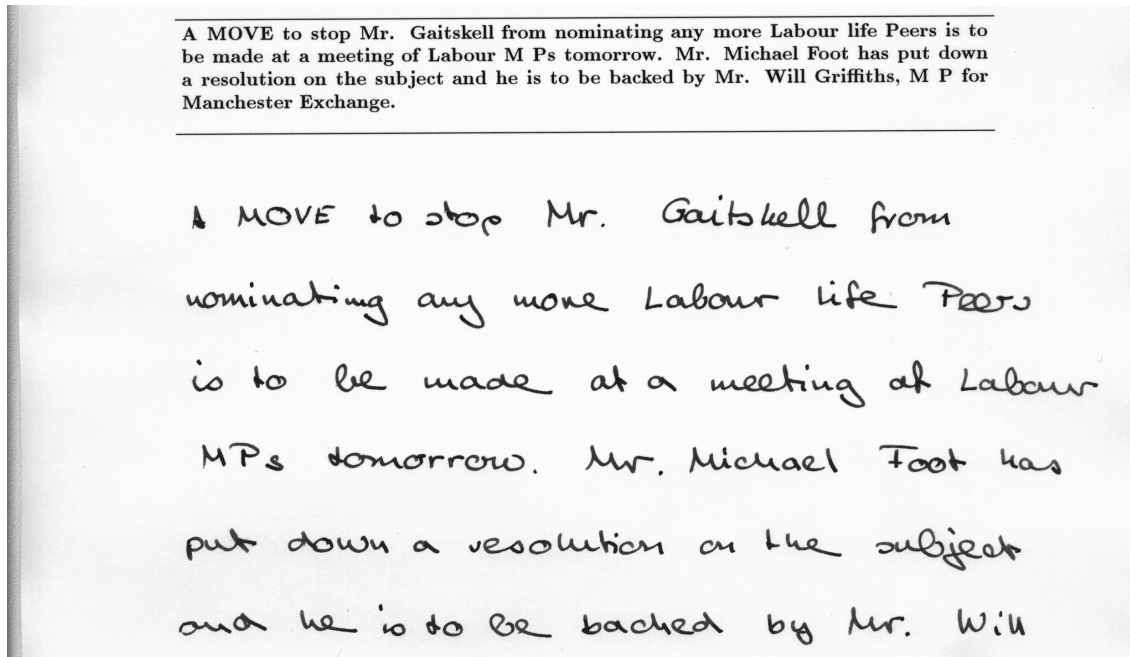 A MOVE to stop Mr. Gaitskell from nominating any more Labour life Peers is to
be made at a meeting of Labour M Ps tomorrow. Mr. Michael Foot has put down
a resolution on the subject and he is to be backed by Mr. Will Griffiths, M P for
Manchester Exchange.
A MOVE to stop Mr. Gaitskell from
nominating any more Labour life Peers
is to be made at a meeting of Labour
MPs tomorrow. Mr. Michael Foot has
put down a resolution on the subject
and he is to be backed by Mr. Will